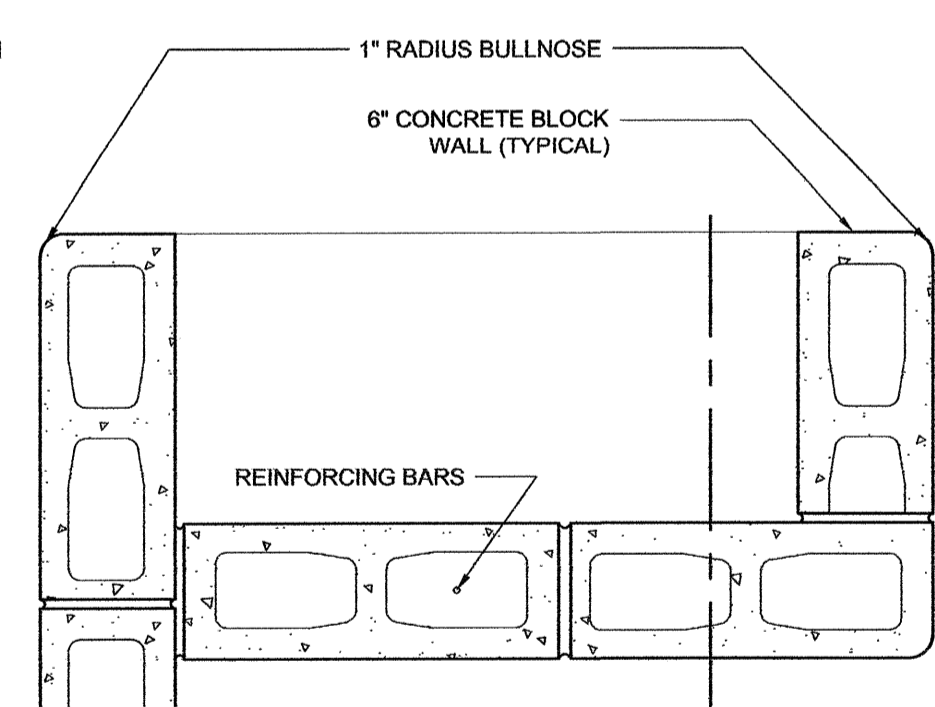 1" RADIUS BULLNOSE
6" CONCRETE BLOCK
WALL (TYPICAL)
REINFORCING BARS